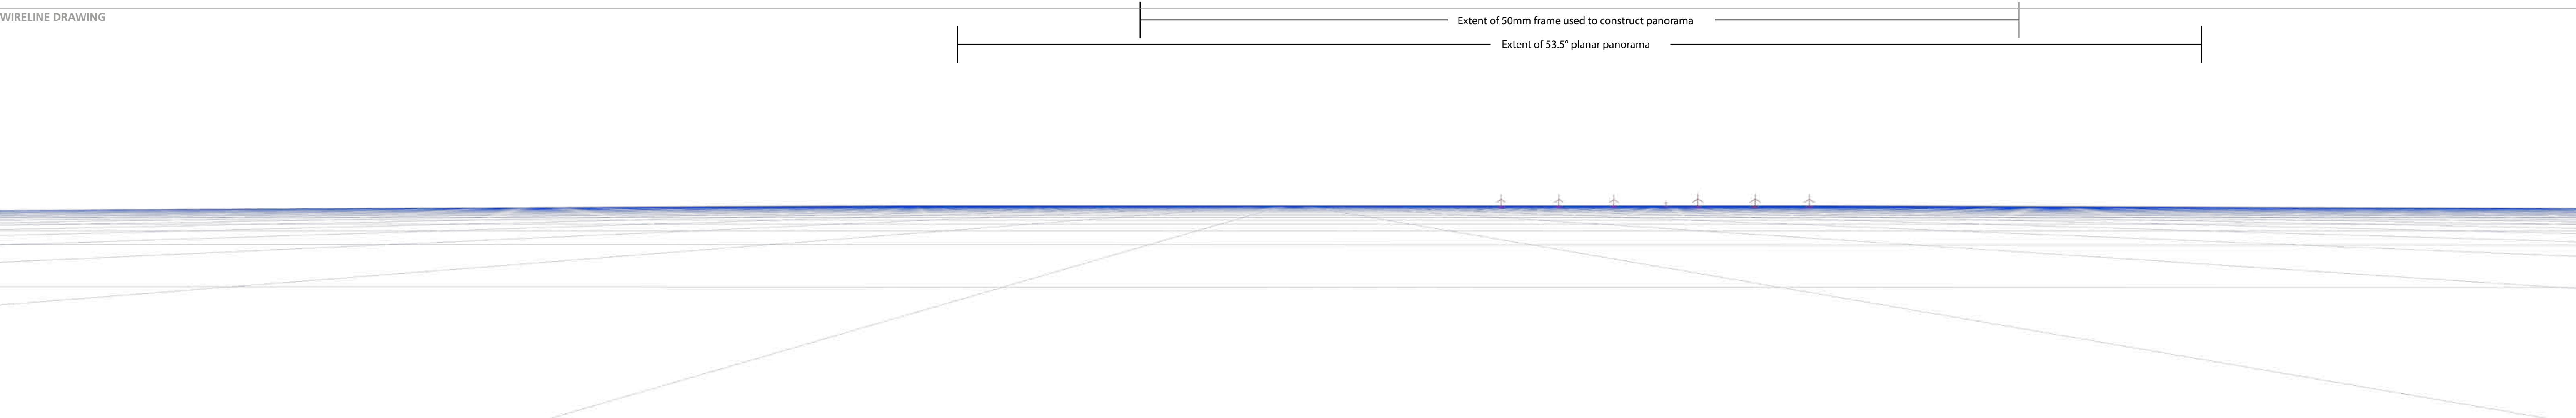 WIRELINE DRAWING
Extent of 50mm frame used to construct panorama
Extent of 53.5° planar panorama